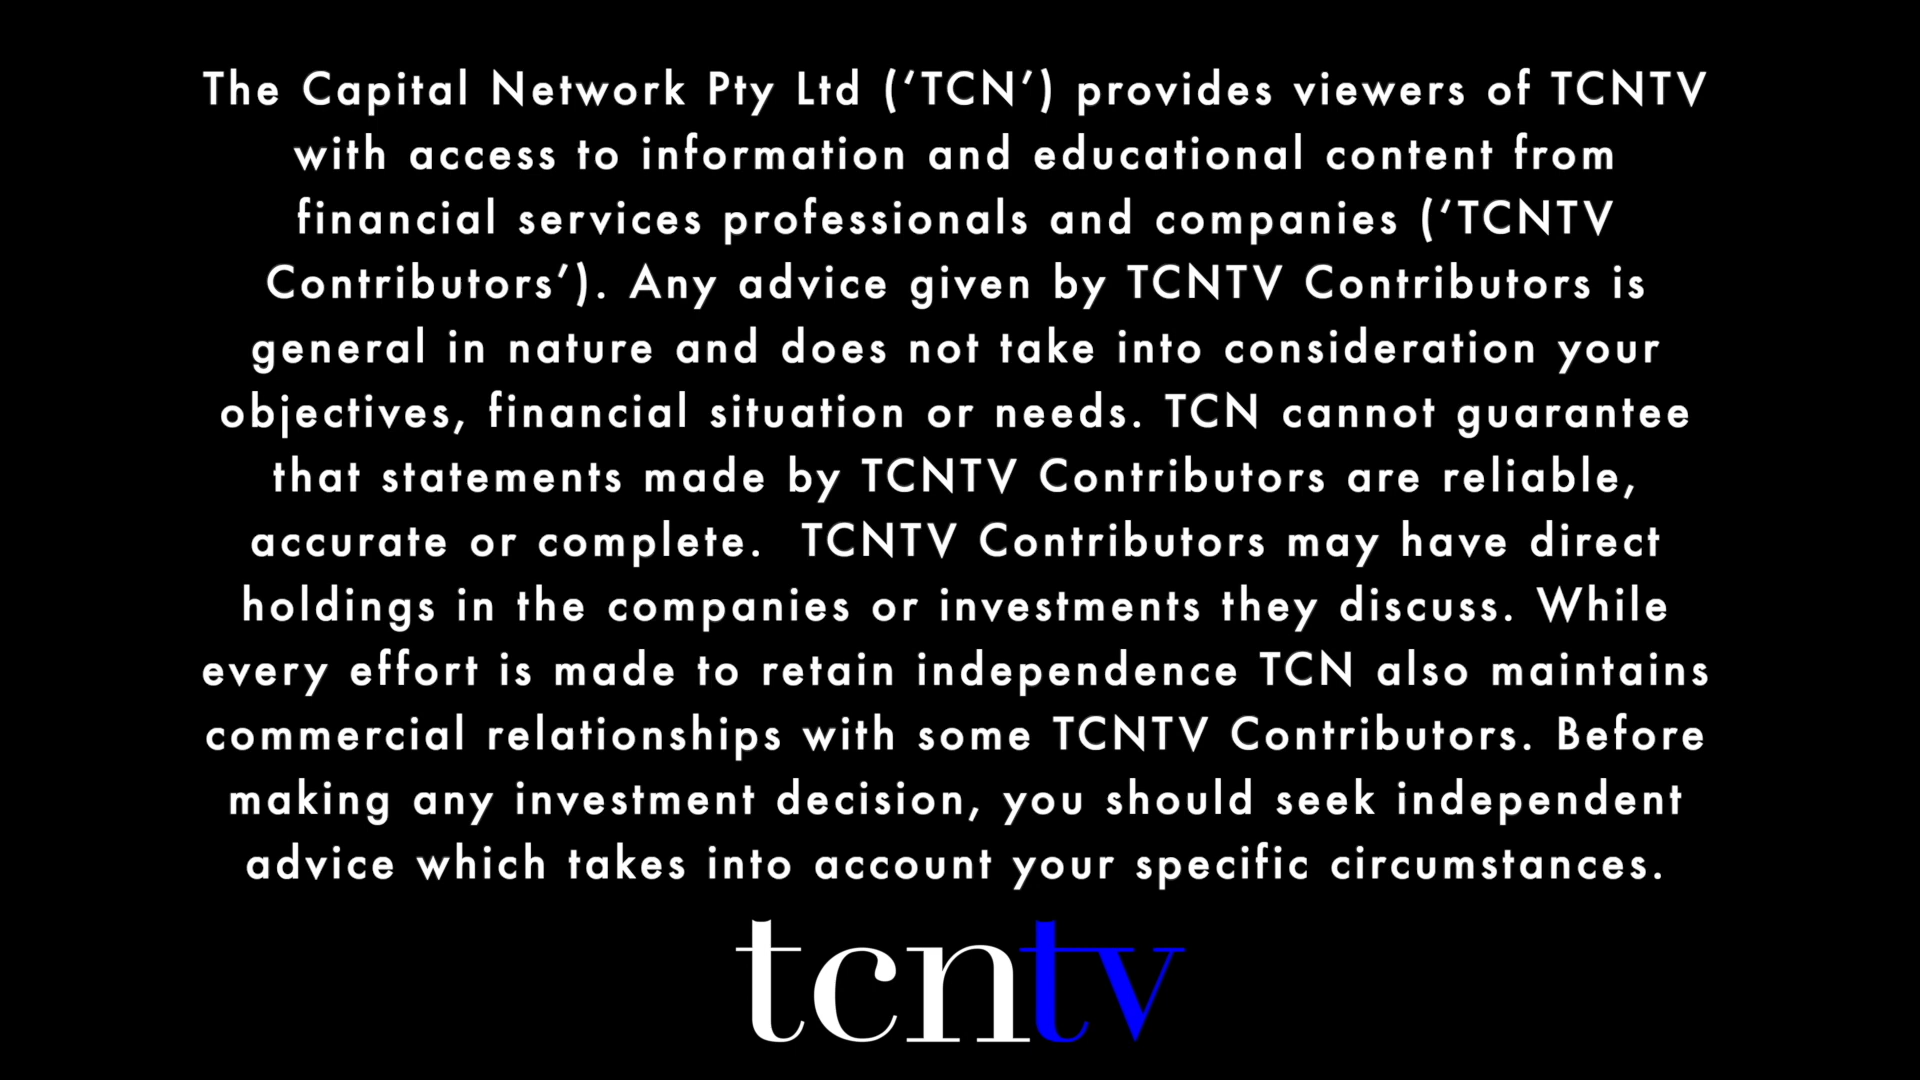 The Capital Network Pty Ltd (‘TCN’) provides viewers of TCNTV
with access to information and educational content from
financial services professionals and companies (‘TCNTV
Contributors’). Any advice given by TCNTV Contributors is
general in nature and does not take into consideration your
objectives, financial situation or needs. TCN cannot guarantee
that statements made by TCNTV Contributors are reliable,
accurate or complete.  TCNTV Contributors may have direct
holdings in the companies or investments they discuss. While
every effort is made to retain independence TCN also maintains
commercial relationships with some TCNTV Contributors. Before
making any investment decision, you should seek independent
advice which takes into account your specific circumstances.
tcntv